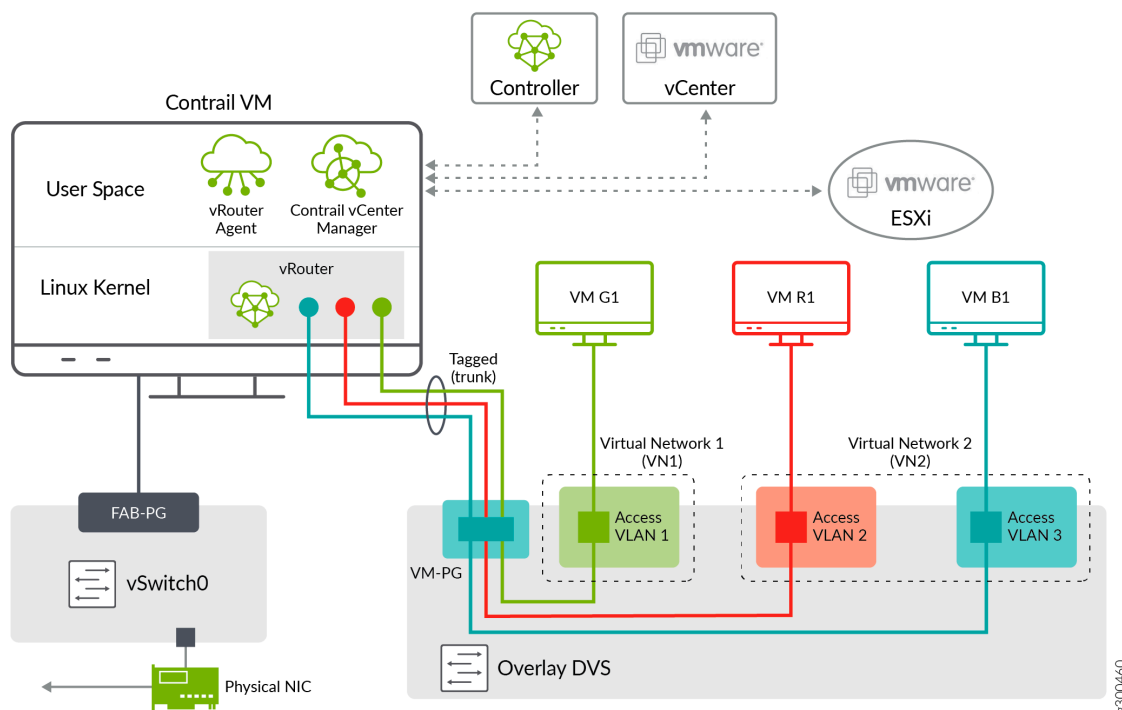 Controller
vmware®
vCenter
Contrail VM
User Space
vRouter
Agent
Contrail vCenter
Manager
vmware®
ESXi
Linux Kernel
vRouter
VM G1
VM R1
VM B1
Tagged
(trunk)
Virtual Network 1
(VN1)
Virtual Network 2
(VN2)
FAB-PG
Access
VLAN 1
Access
VLAN 2
Access
VLAN 3
VM-PG
vSwitch0
Overlay DVS
Physical NIC
g300460